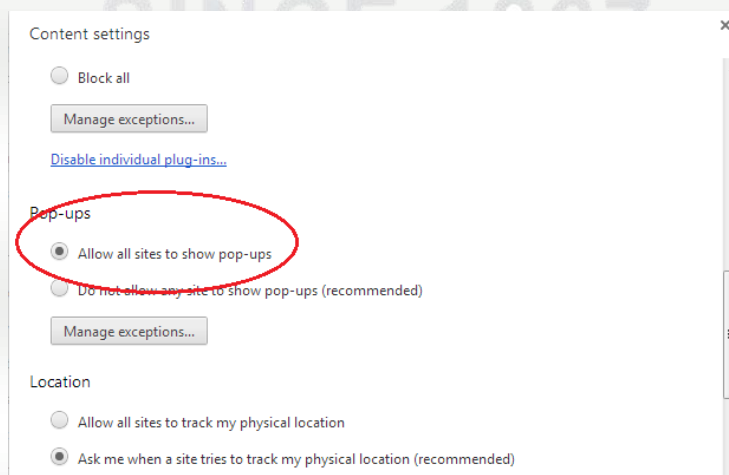 Content settings
Block all
Manage exceptions...
Disable individual plug-ins...
Pop-ups
Allow all sites to show pop-ups
Do not allow any site to show pop-ups (recommended)
Manage exceptions...
Location
Allow all sites to track my physical location
Ask me when a site tries to track my physical location (recommended)